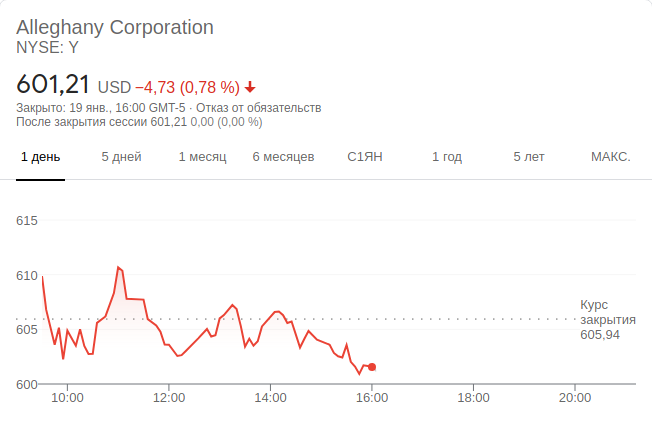 Alleghany Corporation
NYSE: Y
601,21 USD −4,73 (0,78 %)
Закрыто: 19 янв., 16:00 GMT-5 · Отказ от обязательств
После закрытия сессии 601,21 0,00 (0,00 %)
1 день 5 дней 1 месяц 6 месяцев С1ЯН 1 год 5 лет МАКС.
615
610
Курс
закрытия
605,94
605
600
10:00 12:00 14:00 16:00 18:00 20:00